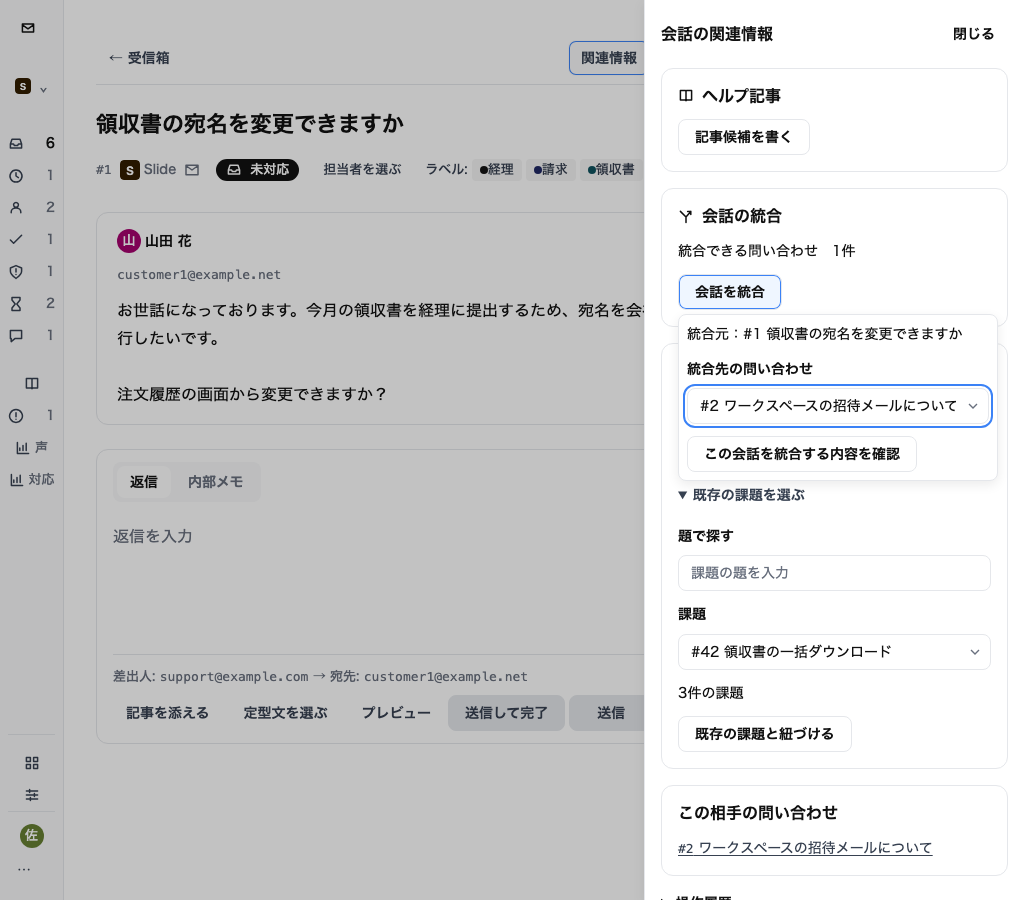 S
6
1
2
1
1
2
1
1
声
対応
佐
…
← 受信箱
関連情報
領収書の宛名を変更できますか
#1 S Slide 未対応 担当者を選ぶ ラベル: 経理 請求 領収書
山 山田 花
customer1@example.net
お世話になっております。今月の領収書を経理に提出するため、宛名を会
行したいです。
注文履歴の画面から変更できますか？
返信 内部メモ
返信を入力
差出人: support@example.com → 宛先: customer1@example.net
記事を添える 定型文を選ぶ プレビュー 送信して完了 送信
会話の関連情報 閉じる
ヘルプ記事
記事候補を書く
会話の統合
統合できる問い合わせ 1件
会話を統合
統合元：#1 領収書の宛名を変更できますか
統合先の問い合わせ
#2 ワークスペースの招待メールについて
この会話を統合する内容を確認
▼ 既存の課題を選ぶ
題で探す
課題の題を入力
課題
#42 領収書の一括ダウンロード
3件の課題
既存の課題と紐づける
この相手の問い合わせ
#2 ワークスペースの招待メールについて